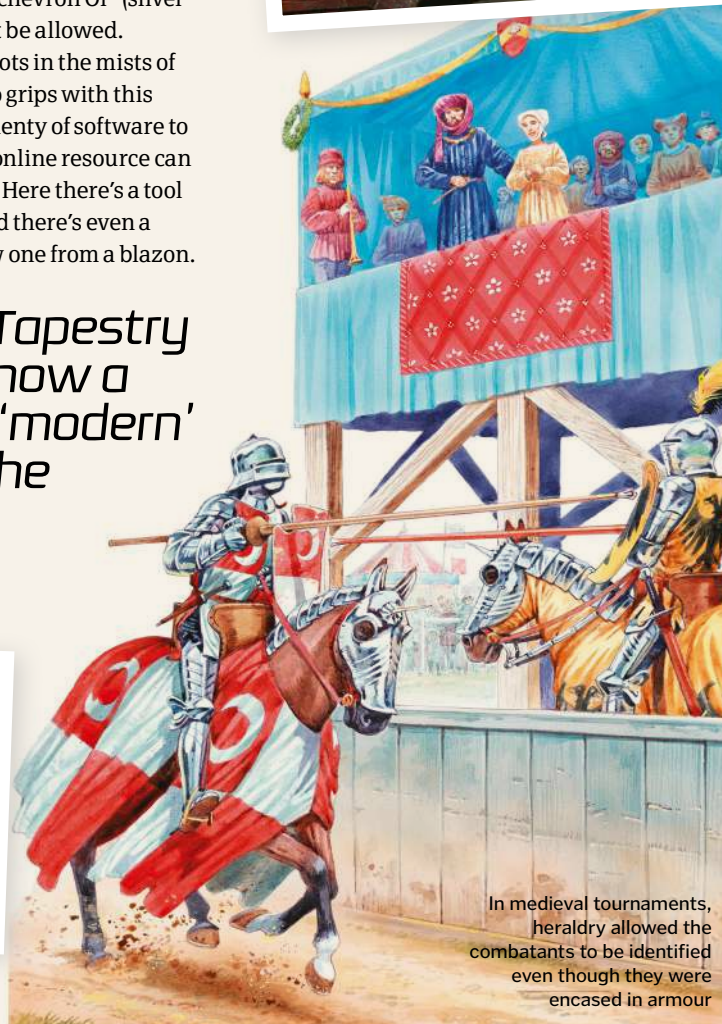 chevron Or" (silver
t be allowed.
ots in the mists of
grips with this
lenty of software to
online resource can
Here there's a tool
d there's even a
one from a blazon.
Tapestry
now a
'modern'
he
In medieval tournaments,
heraldry allowed the
combatants to be identified
even though they were
encased in armour